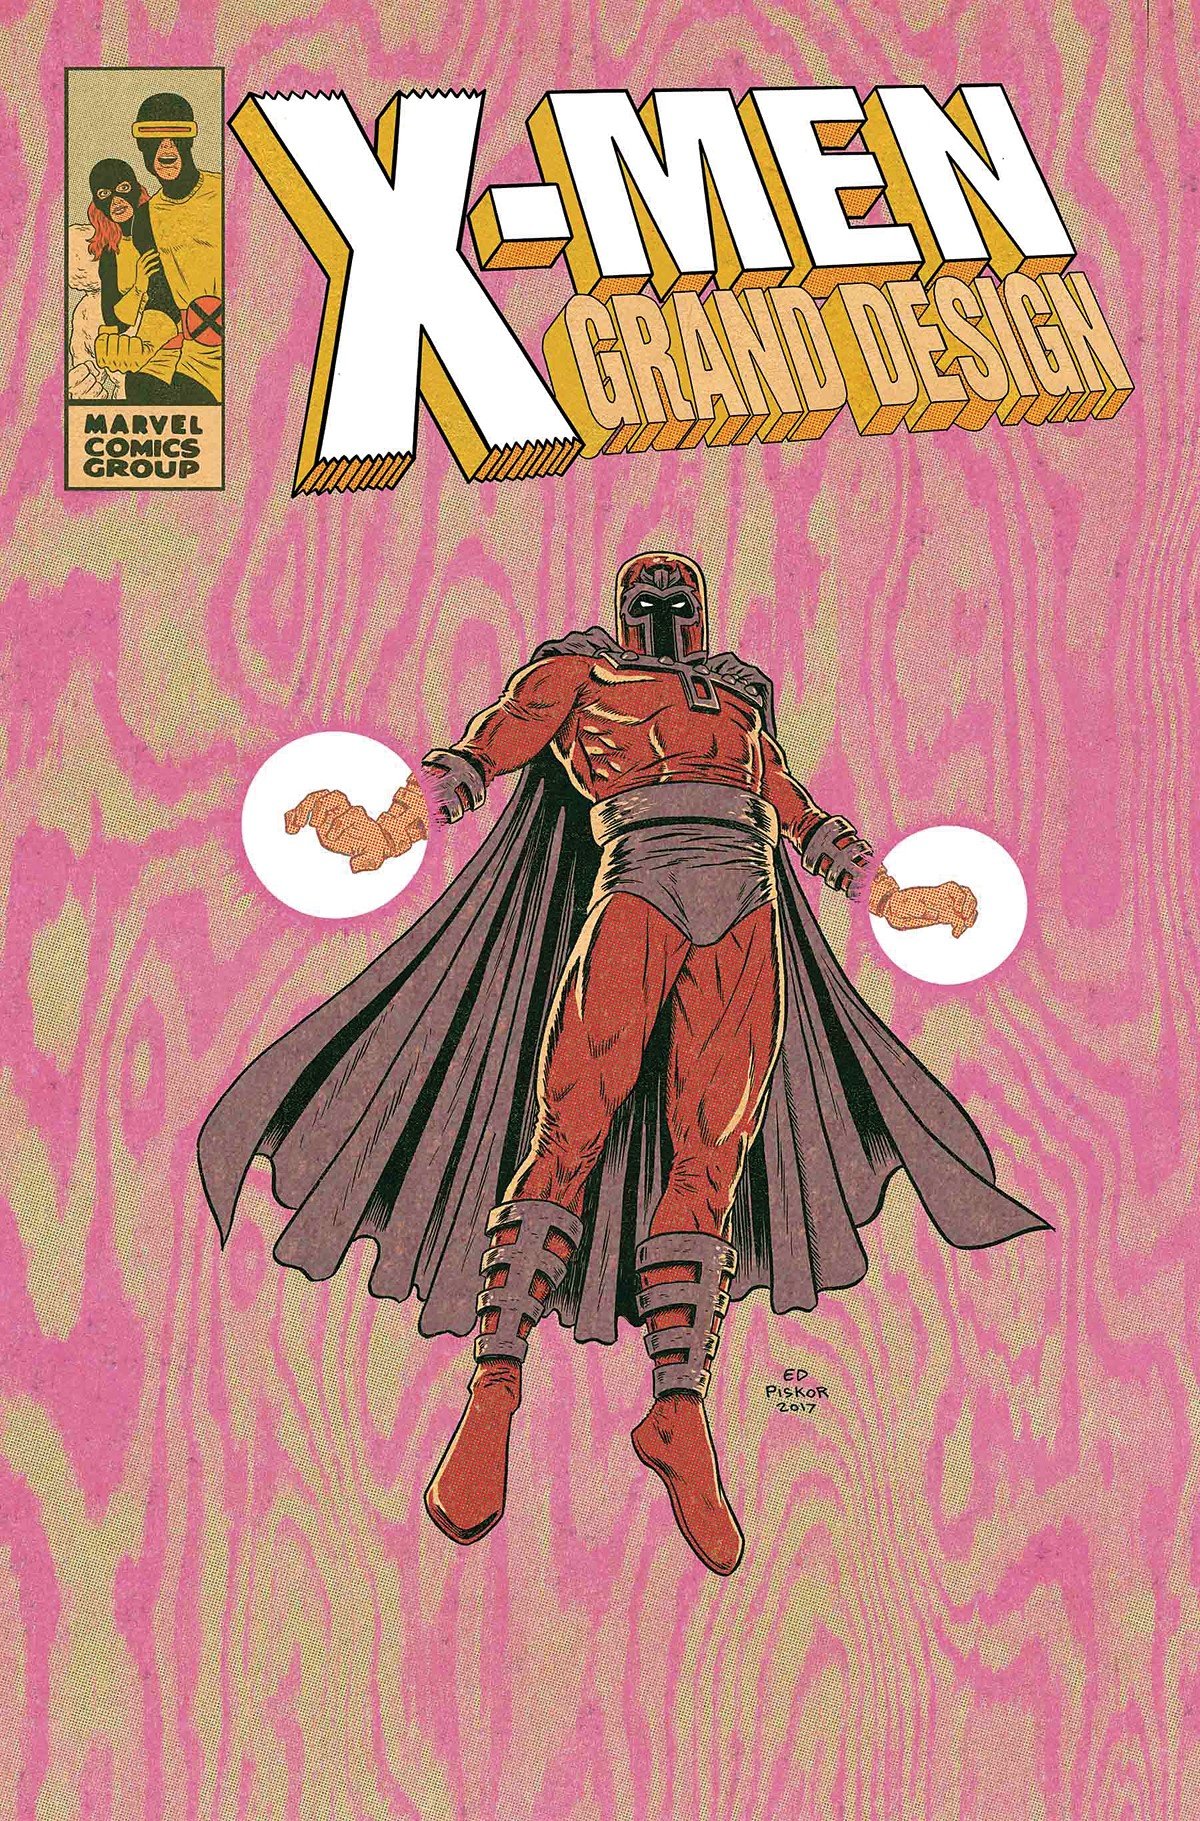 X-MEN
GRAND DESIGN
MARVEL
COMICS
GROUP
ED
PISKOR
2017